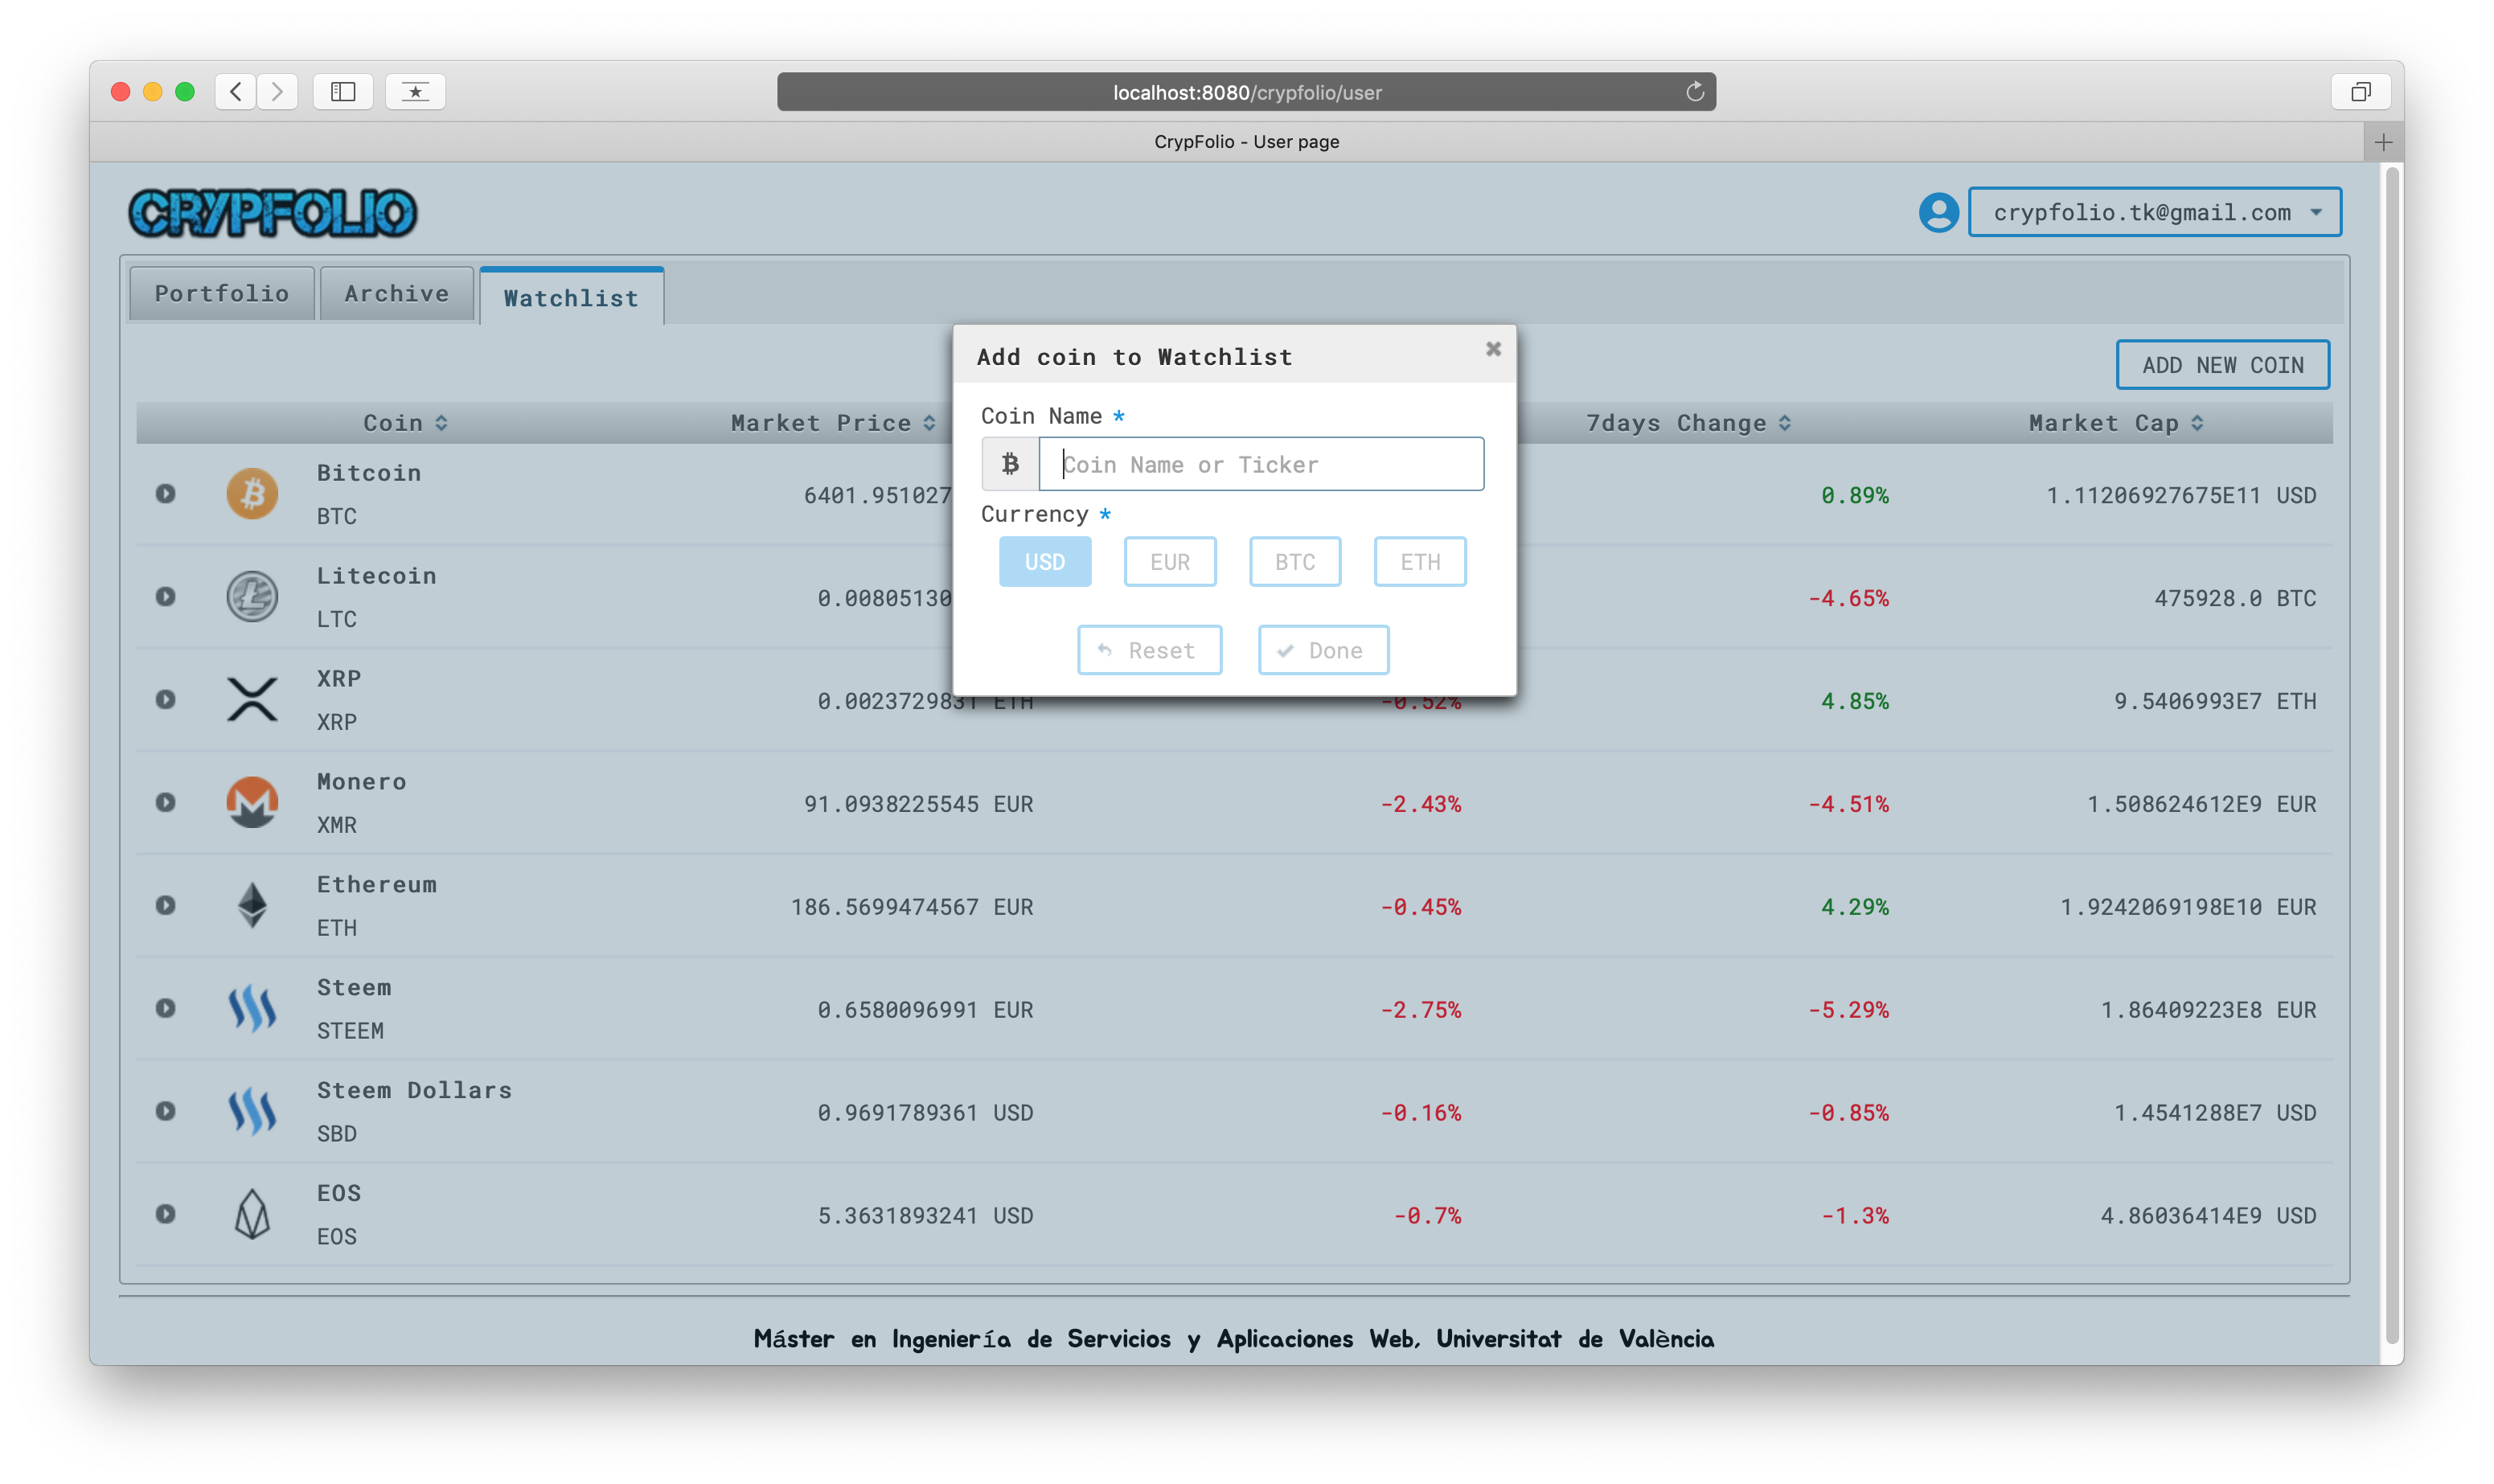 localhost:8080/crypfolio/user
CrypFolio - User page
CRYPFOLIO
crypfolio.tk@gmail.com
Portfolio Archive Watchlist
Add coin to Watchlist
ADD NEW COIN
Coin Name *
Coin Market Price 7days Change Market Cap
Coin Name or Ticker
Bitcoin
6401.951027 0.89% 1.11206927675E11 USD
BTC
Currency *
USD EUR BTC ETH
Litecoin
0.00805130 -4.65% 475928.0 BTC
LTC
Reset Done
XRP
0.0023729831 ETH -0.52% 4.85% 9.5406993E7 ETH
XRP
Monero
91.0938225545 EUR -2.43% -4.51% 1.508624612E9 EUR
XMR
Ethereum
186.5699474567 EUR -0.45% 4.29% 1.9242069198E10 EUR
ETH
Steem
0.6580096991 EUR -2.75% -5.29% 1.86409223E8 EUR
STEEM
Steem Dollars
0.9691789361 USD -0.16% -0.85% 1.4541288E7 USD
SBD
EOS
5.3631893241 USD -0.7% -1.3% 4.86036414E9 USD
EOS
Máster en Ingeniería de Servicios y Aplicaciones Web, Universitat de València